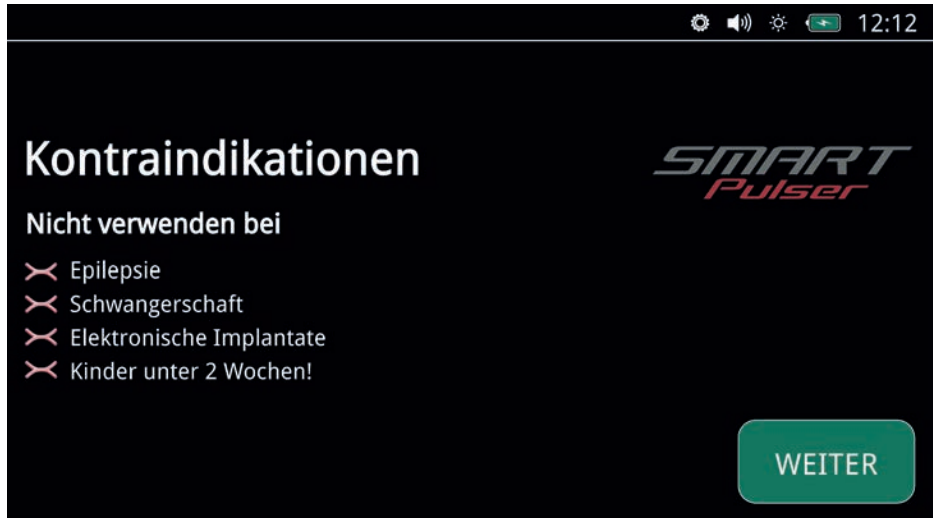 12:12
Kontraindikationen
SMART
Pulser
Nicht verwenden bei
Epilepsie
Schwangerschaft
Elektronische Implantate
Kinder unter 2 Wochen!
WEITER